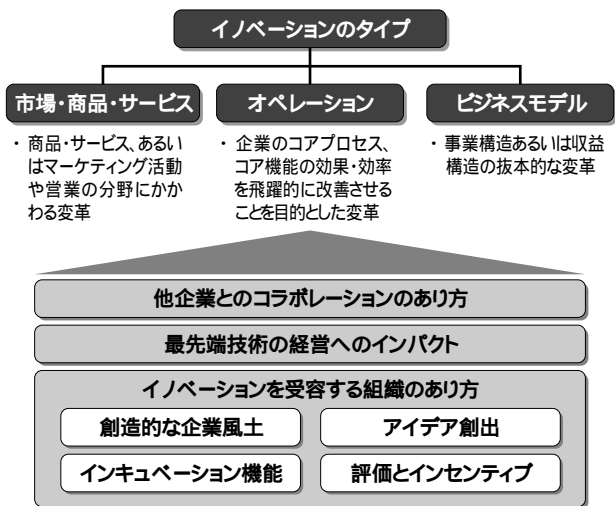 イノベーションのタイプ
市場・商品・サービス
オペレーション
ビジネスモデル
・ 商品・サービス、あるい
はマーケティング活動
や営業の分野にかか
わる変革
・ 企業のコアプロセス、
コア機能の効果・効率
を飛躍的に改善させる
ことを目的とした変革
・ 事業構造あるいは収益
構造の抜本的な変革
他企業とのコラボレーションのあり方
最先端技術の経営へのインパクト
イノベーションを受容する組織のあり方
創造的な企業風土
アイデア創出
インキュベーション機能
評価とインセンティブ